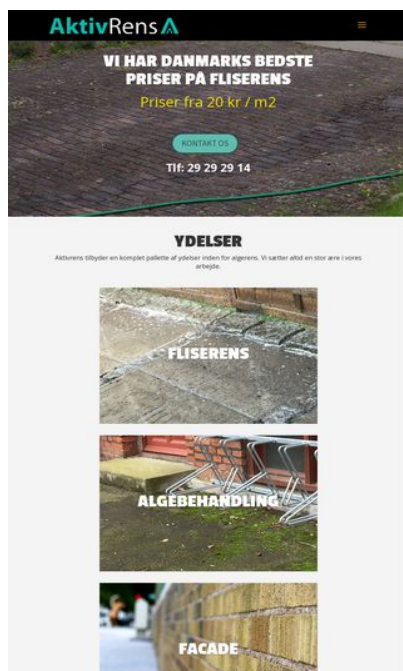 AktivRens
VI HAR DANMARKS BEDSTE
PRISER PÅ FLISERENS
Priser fra 20 kr / m2
KONTAKT OS
Tlf: 29 29 29 14
YDELSER
Aktivrens tilbyder en komplet pallette af ydelser inden for algerens. Vi sætter altid en stor ære i vores
arbejde.
FLISERENS
ALGEBEHANDLING
FACADE